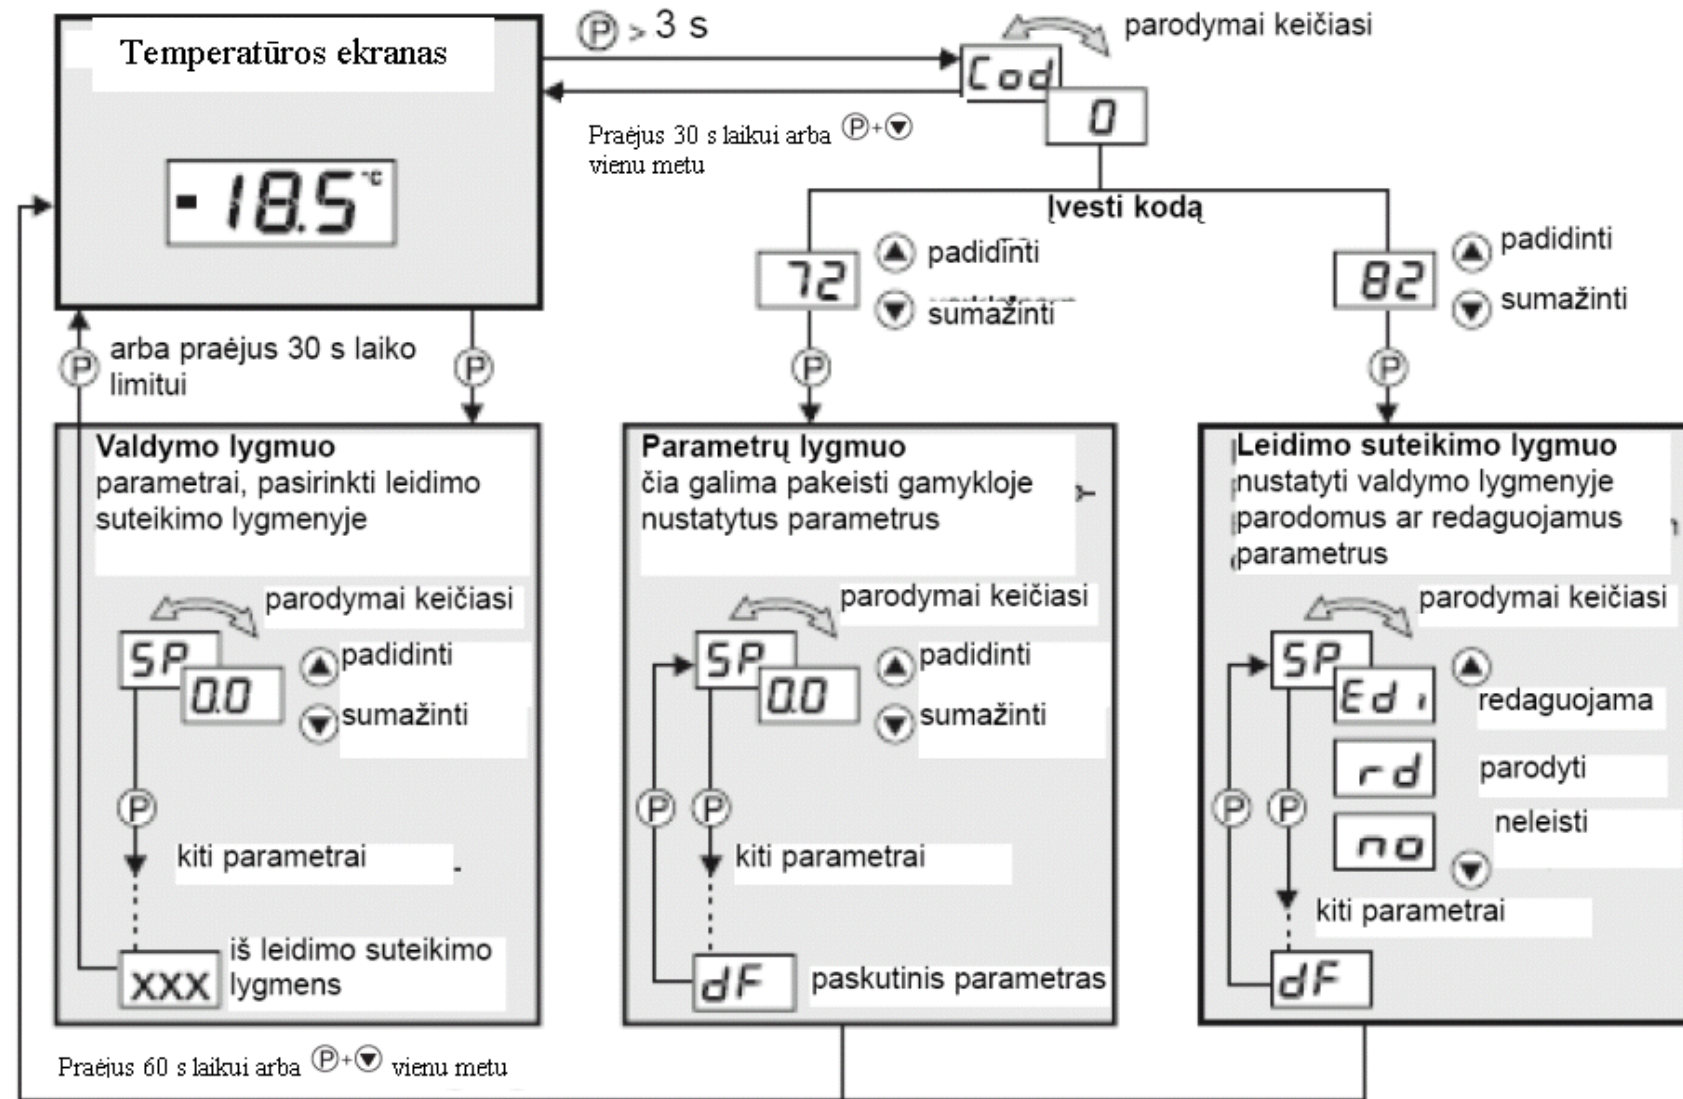 Temperatūros ekranas
-18.5 °C
P > 3 s
parodymai keičiasi
Cod
0
Praėjus 30 s laikui arba P+▼
vienu metu
Įvesti kodą
72
padidinti
sumažinti
82
padidinti
sumažinti
P
arba praėjus 30 s laiko
limitui
P
P
P
Valdymo lygmuo
parametrai, pasirinkti leidimo
suteikimo lygmenyje
parodymai keičiasi
SP
0.0
padidinti
sumažinti
P
kiti parametrai
xxx
iš leidimo suteikimo
lygmens
Parametrų lygmuo
čia galima pakeisti gamykloje
nustatytus parametrus
parodymai keičiasi
SP
0.0
padidinti
sumažinti
P
P
kiti parametrai
dF
paskutinis parametras
Leidimo suteikimo lygmuo
nustatyti valdymo lygmenyje
parodomus ar redaguojamus
parametrus
parodymai keičiasi
SP
Edi
redaguojama
rd
parodyti
P
P
no
neleisti
kiti parametrai
dF
Praėjus 60 s laikui arba P+▼ vienu metu